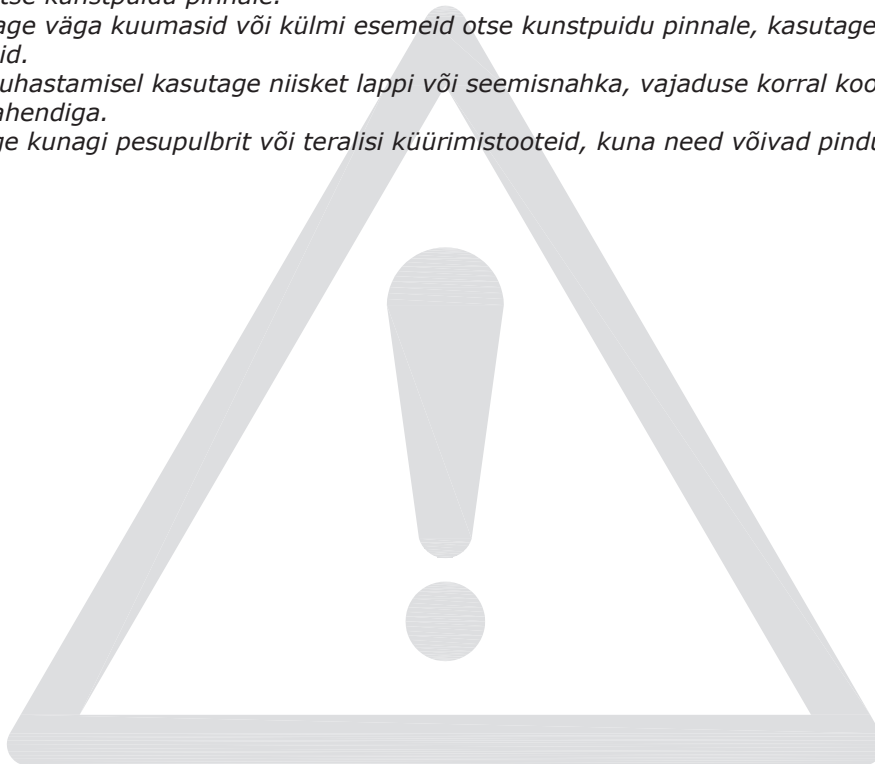 otse kunstpuidu pinnale.
age väga kuumasid või külmi esemeid otse kunstpuidu pinnale, kasutage
id.
uhastamisel kasutage niisket lappi või seemisnahka, vajaduse korral koo
ahendiga.
ge kunagi pesupulbrit või teralisi küürimistooteid, kuna need võivad pindu